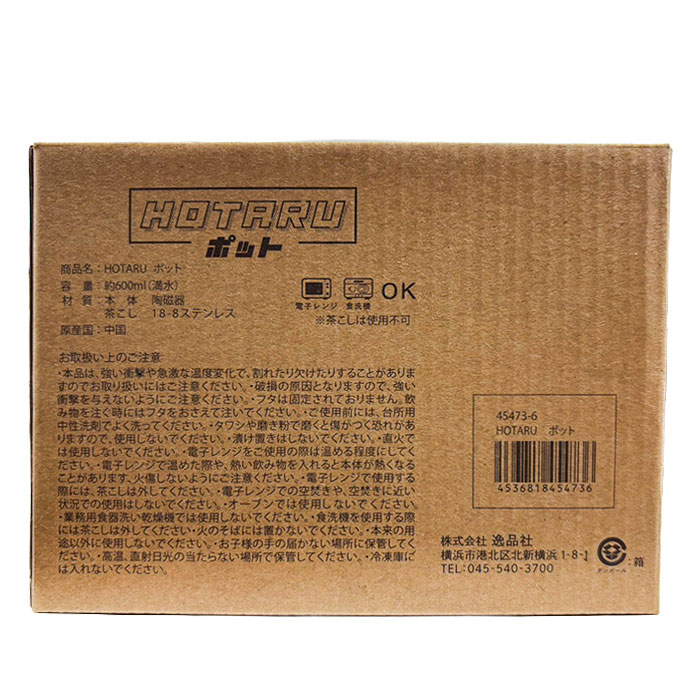 HOTARU
ポット
商品名：HOTARU ポット
容 量：約600ml（満水）
材 質：本 体 陶磁器
茶こし 18-8ステンレス
原産国：中国
電子レンジ 食洗機 OK
※茶こしは使用不可
お取扱い上のご注意
・本品は、強い衝撃や急激な温度変化で、割れたり欠けたりすることがありま
すのでお取り扱いにはご注意ください。・破損の原因となりますので、強い
衝撃を与えないようにご注意ください。・フタは固定されておりません。飲
み物を注ぐ時にはフタをおさえて注いでください。・ご使用前には、台所用
中性洗剤でよく洗ってください。・タワシや磨き粉で磨くと傷がつく恐れがあ
りますので、使用しないでください。・漬け置きはしないでください。・直火で
は使用しないでください。・電子レンジをご使用の際は温める程度にしてく
ださい。・電子レンジで温めた際や、熱い飲み物を入れると本体が熱くなる
ことがあります、火傷しないようにご注意ください。・電子レンジで使用する
際には、茶こしは外してください。・電子レンジでの空焚きや、空焚きに近い
状況での使用はしないでください。・オーブンでは使用しないでください。
・業務用食器洗い乾燥機では使用しないでください。・食洗機を使用する際
には茶こしは外してください・火のそばには置かないでください。・本来の用
途以外に使用しないでください。・お子様の手の届かない場所に保管してく
ださい。・高温、直射日光の当たらない場所で保管してください。・冷凍庫に
は入れないでください。
45473-6
HOTARU ポット
4536818454736
株式会社 逸品社
横浜市港北区北新横浜 1-8-1
TEL：045-540-3700
ダンボール
：箱